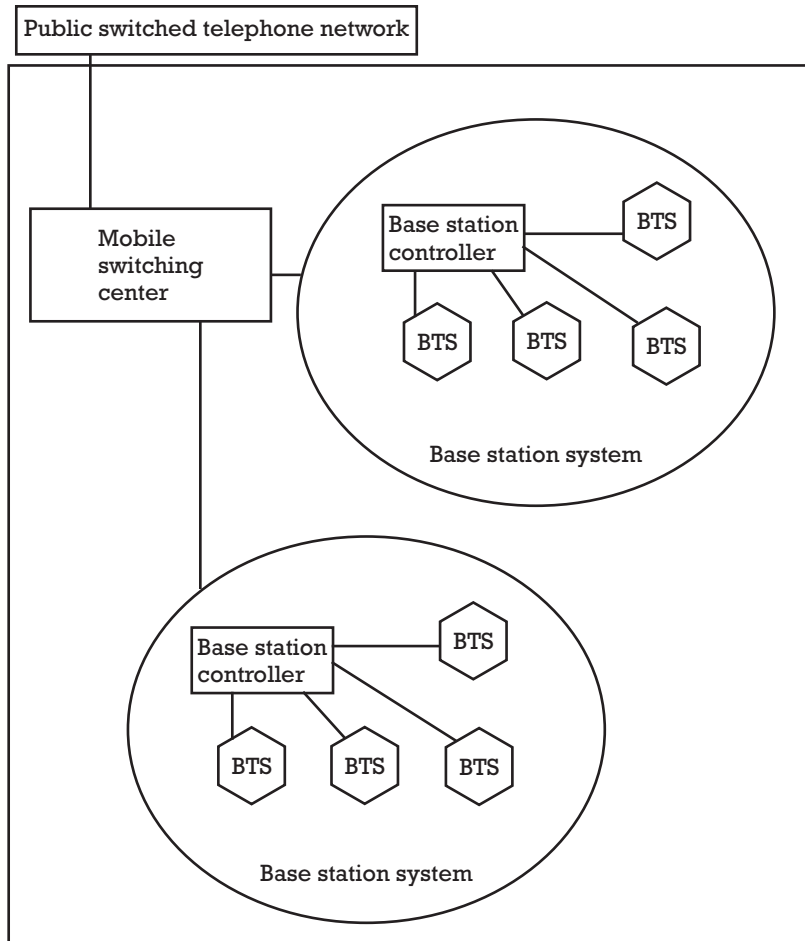 Public switched telephone network
Mobile
switching
center
Base station
controller
BTS
BTS
BTS
BTS
Base station system
Base station
controller
BTS
BTS
BTS
BTS
Base station system